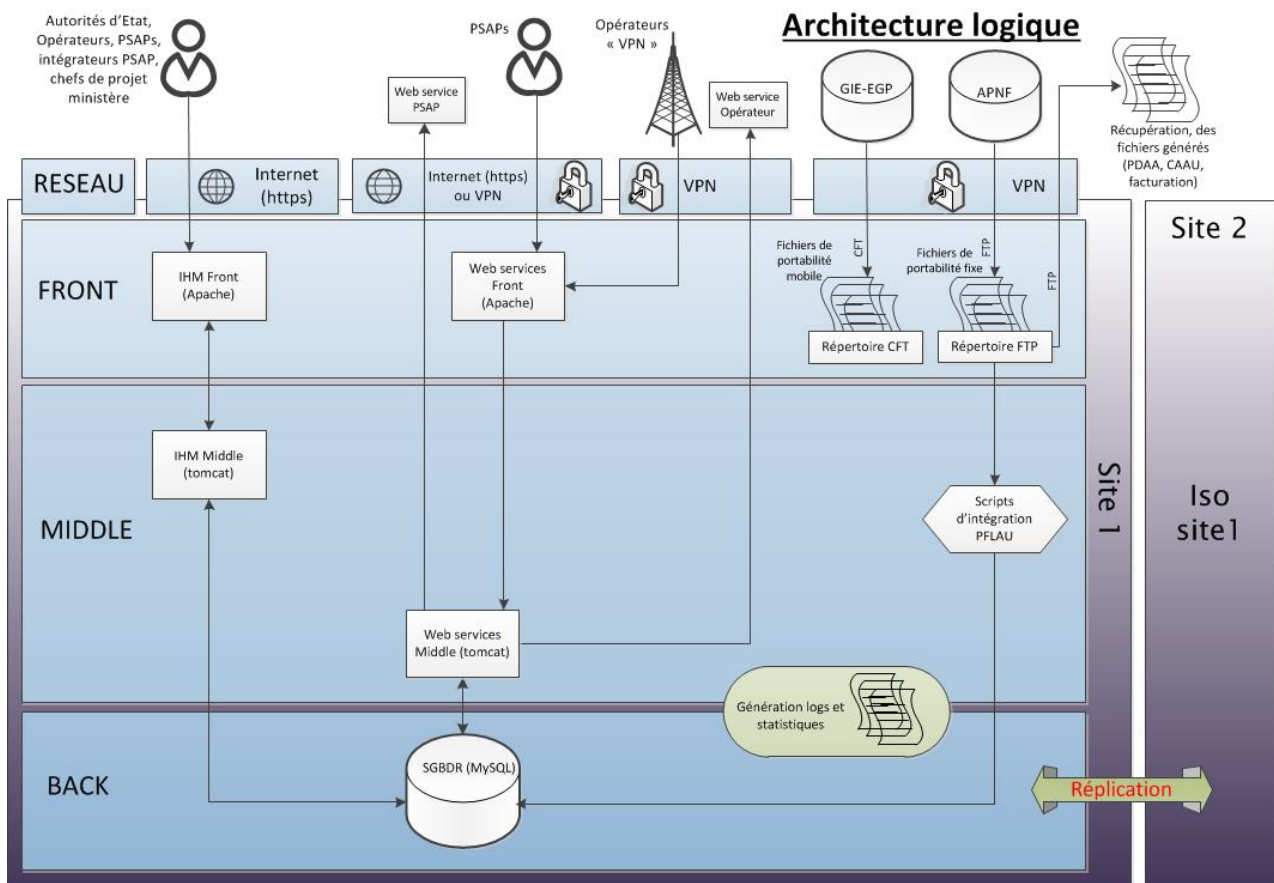 Architecture logique
Autorités d'Etat,
Opérateurs, PSAPs,
intégrateurs PSAP,
chefs de projet
ministère
PSAPs
Opérateurs
« VPN »
Web service
PSAP
Web service
Opérateur
GIE-EGP
APNF
Récupération, des
fichiers générés
(PDAA, CAAU,
facturation)
RESEAU
Internet
(https)
Internet (https)
ou VPN
VPN
VPN
Site 2
FRONT
IHM Front
(Apache)
Web services
Front
(Apache)
Fichiers de
portabilité
mobile
CFT
Fichiers de
portabilité fixe
FTP
FTP
Répertoire CFT
Répertoire FTP
MIDDLE
IHM Middle
(tomcat)
Scripts
d'intégration
PFLAU
Site 1
Iso
site1
Web services
Middle (tomcat)
Génération logs et
statistiques
BACK
SGBDR (MySQL)
Réplication